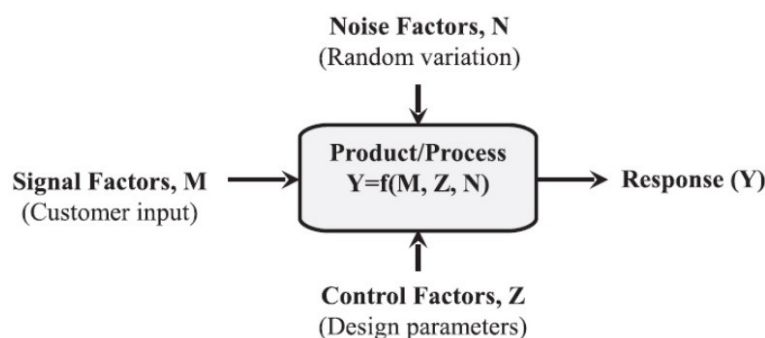 Noise Factors, N
(Random variation)
Product/Process
Y=f(M, Z, N)
Signal Factors, M
(Customer input)
Response (Y)
Control Factors, Z
(Design parameters)